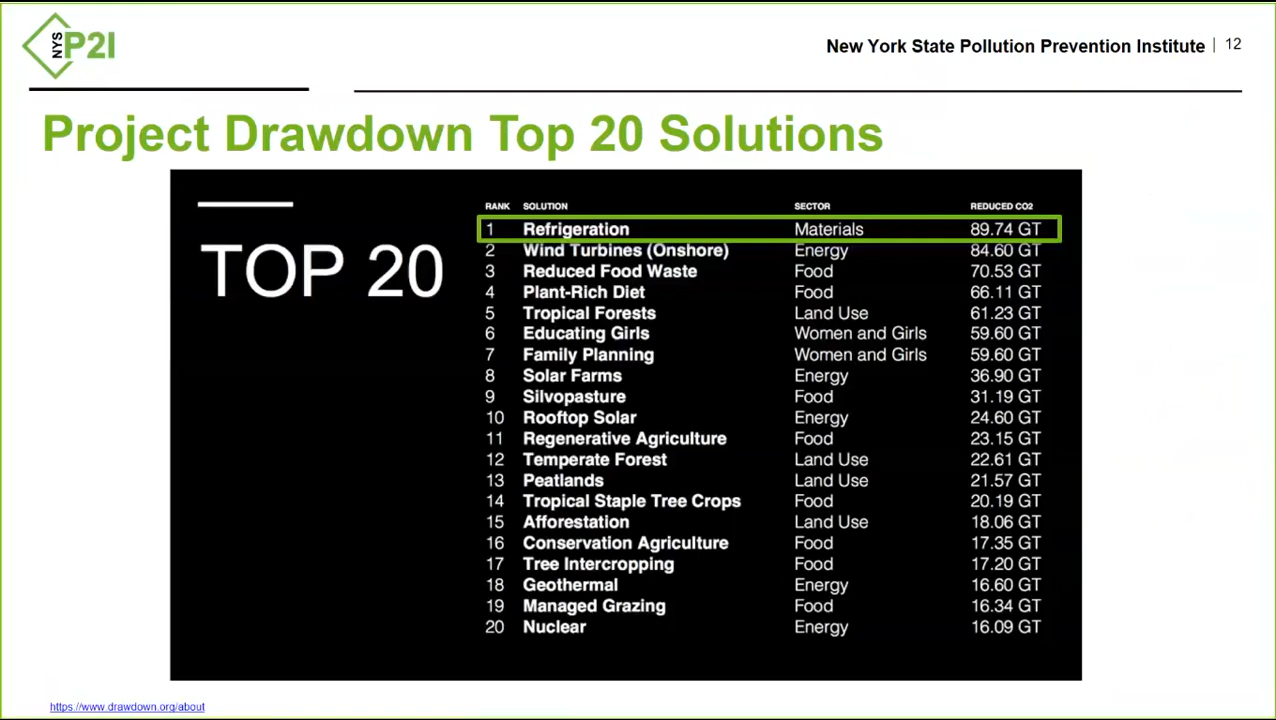 NYS P2I
New York State Pollution Prevention Institute | 12
Project Drawdown Top 20 Solutions
TOP 20
RANK SOLUTION SECTOR REDUCED CO2
1 Refrigeration Materials 89.74 GT
2 Wind Turbines (Onshore) Energy 84.60 GT
3 Reduced Food Waste Food 70.53 GT
4 Plant-Rich Diet Food 66.11 GT
5 Tropical Forests Land Use 61.23 GT
6 Educating Girls Women and Girls 59.60 GT
7 Family Planning Women and Girls 59.60 GT
8 Solar Farms Energy 36.90 GT
9 Silvopasture Food 31.19 GT
10 Rooftop Solar Energy 24.60 GT
11 Regenerative Agriculture Food 23.15 GT
12 Temperate Forest Land Use 22.61 GT
13 Peatlands Land Use 21.57 GT
14 Tropical Staple Tree Crops Food 20.19 GT
15 Afforestation Land Use 18.06 GT
16 Conservation Agriculture Food 17.35 GT
17 Tree Intercropping Food 17.20 GT
18 Geothermal Energy 16.60 GT
19 Managed Grazing Food 16.34 GT
20 Nuclear Energy 16.09 GT
https://www.drawdown.org/about